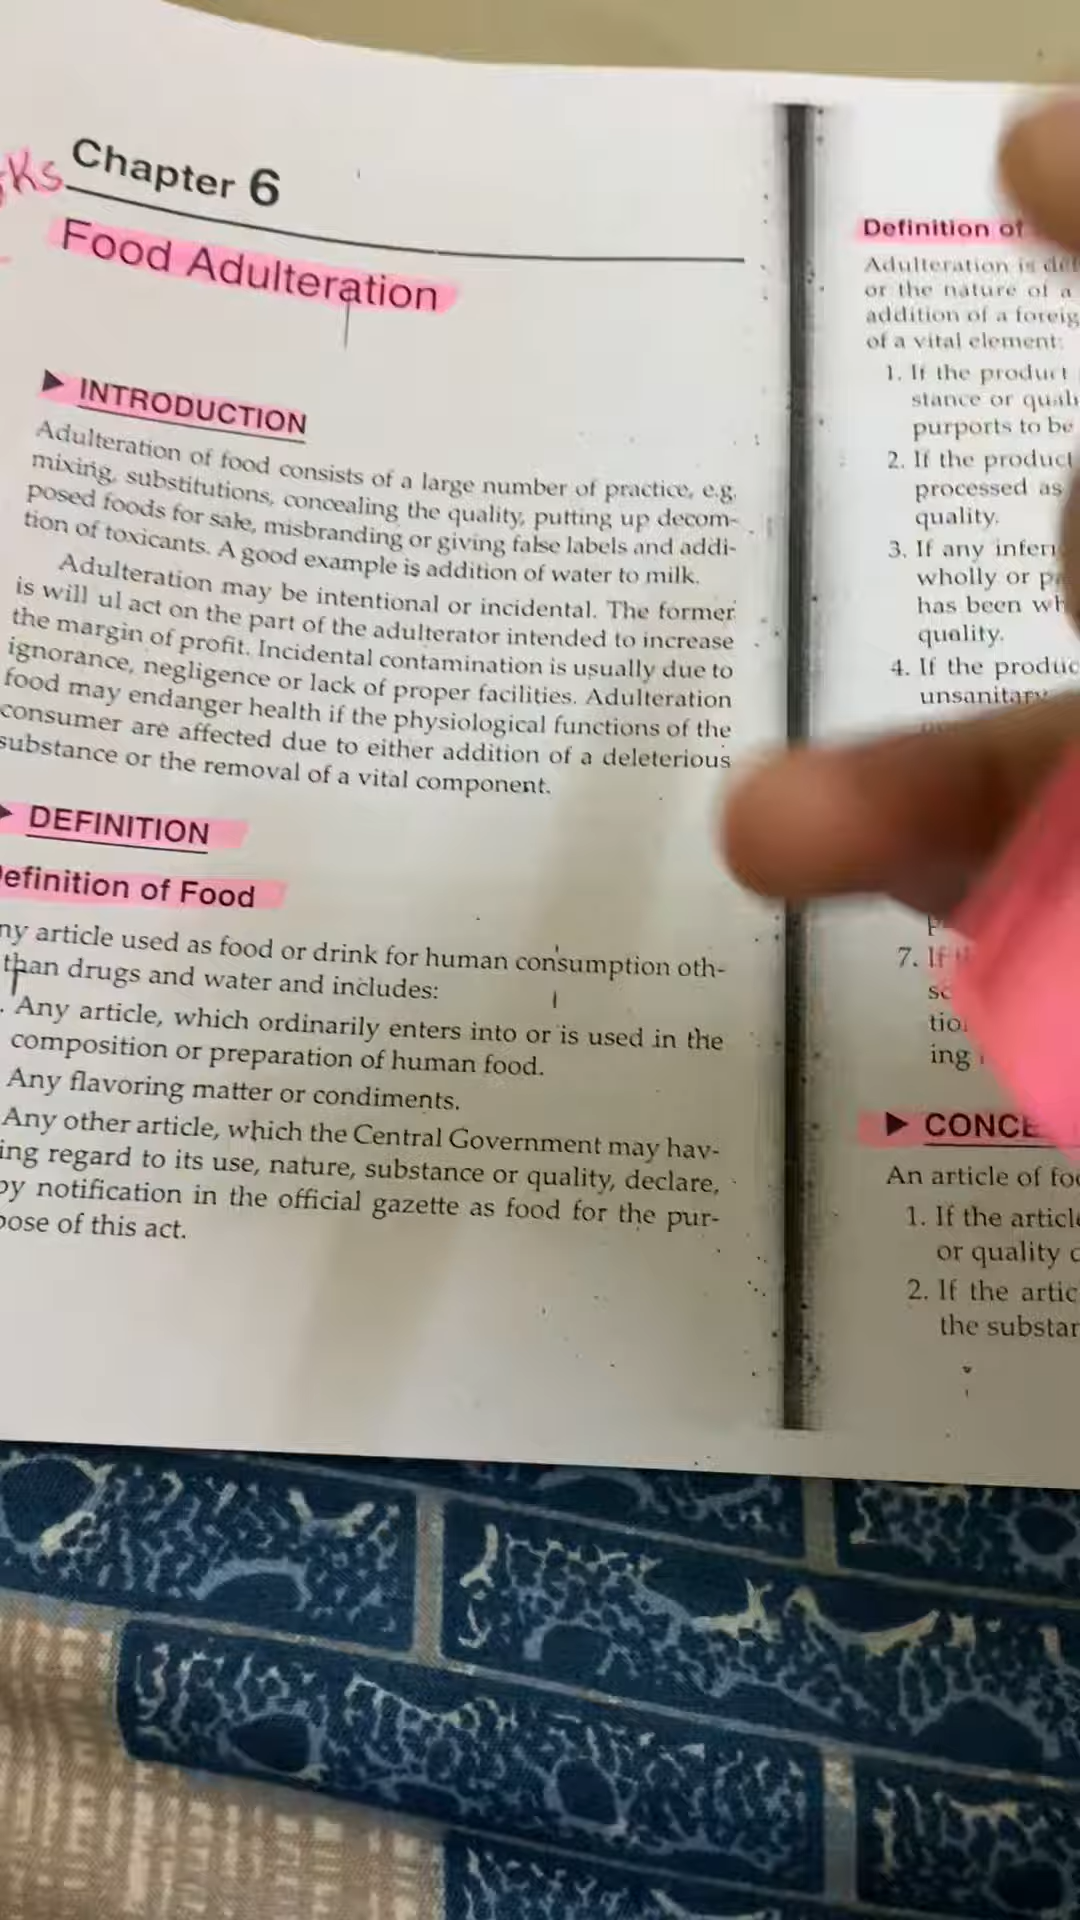 Ks
Chapter 6
Food Adulteration
INTRODUCTION
Adulteration of food consists of a large number of practice, e.g.
mixing, substitutions, concealing the quality, putting up decom-
posed foods for sale, misbranding or giving false labels and addi-
tion of toxicants. A good example is addition of water to milk.
Adulteration may be intentional or incidental. The former
is will ul act on the part of the adulterator intended to increase
the margin of profit. Incidental contamination is usually due to
ignorance, negligence or lack of proper facilities. Adulteration
food may endanger health if the physiological functions of the
consumer are affected due to either addition of a deleterious
substance or the removal of a vital component.
DEFINITION
efinition of Food
ny article used as food or drink for human consumption oth-
than drugs and water and includes:
Any article, which ordinarily enters into or is used in the
composition or preparation of human food.
Any flavoring matter or condiments.
Any other article, which the Central Government may hav-
ing regard to its use, nature, substance or quality, declare,
by notification in the official gazette as food for the pur-
pose of this act.
Definition of
Adulteration is
or the nature of a
addition of a foreig
of a vital element:
1. If the product
stance or quali
purports to be
2. If the product
processed as
quality.
3. If any inferi
wholly or
has been wh
quality.
4. If the produc
unsanitary
7. If
tio
ing
CONCE
An article of foo
1. If the article
or quality
2. If the artic
the substan